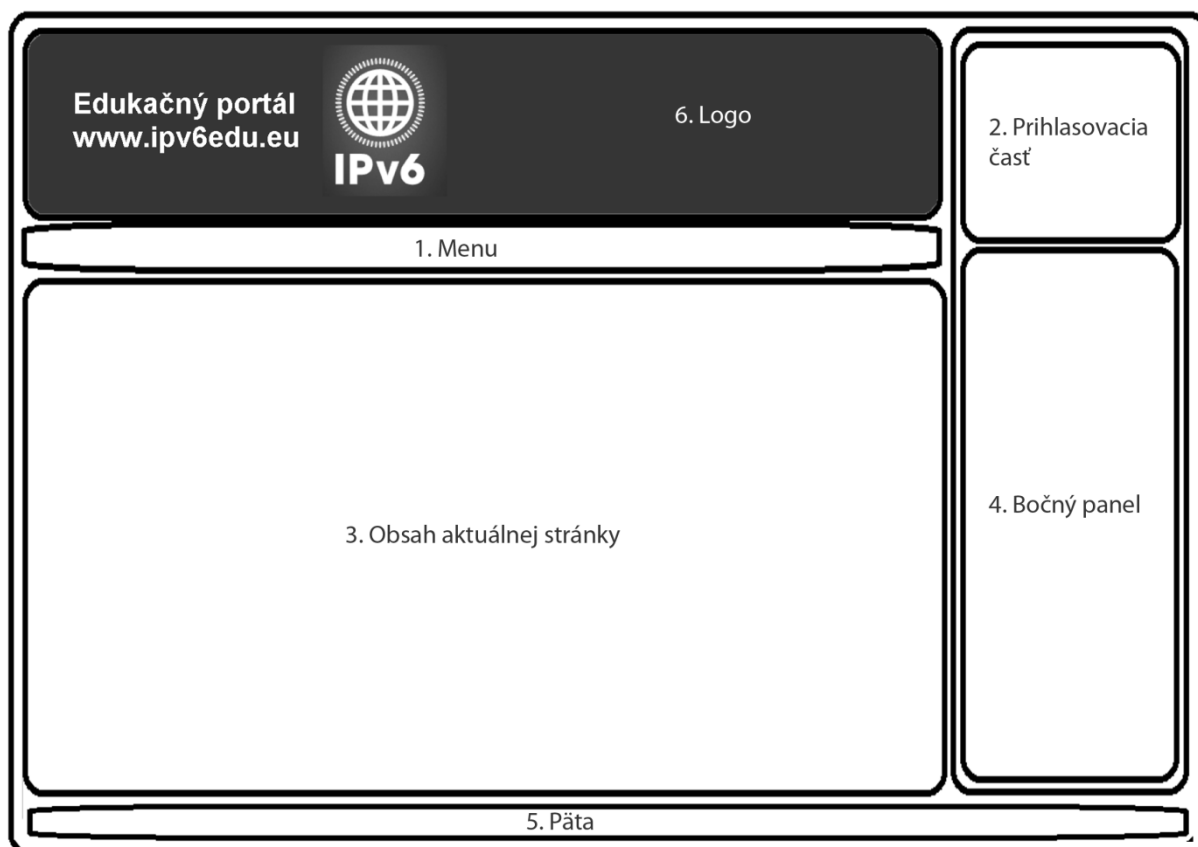 Edukačný portál
www.ipv6edu.eu
IPv6
6. Logo
2. Prihlasovacia
časť
1. Menu
3. Obsah aktuálnej stránky
4. Bočný panel
5. Päta